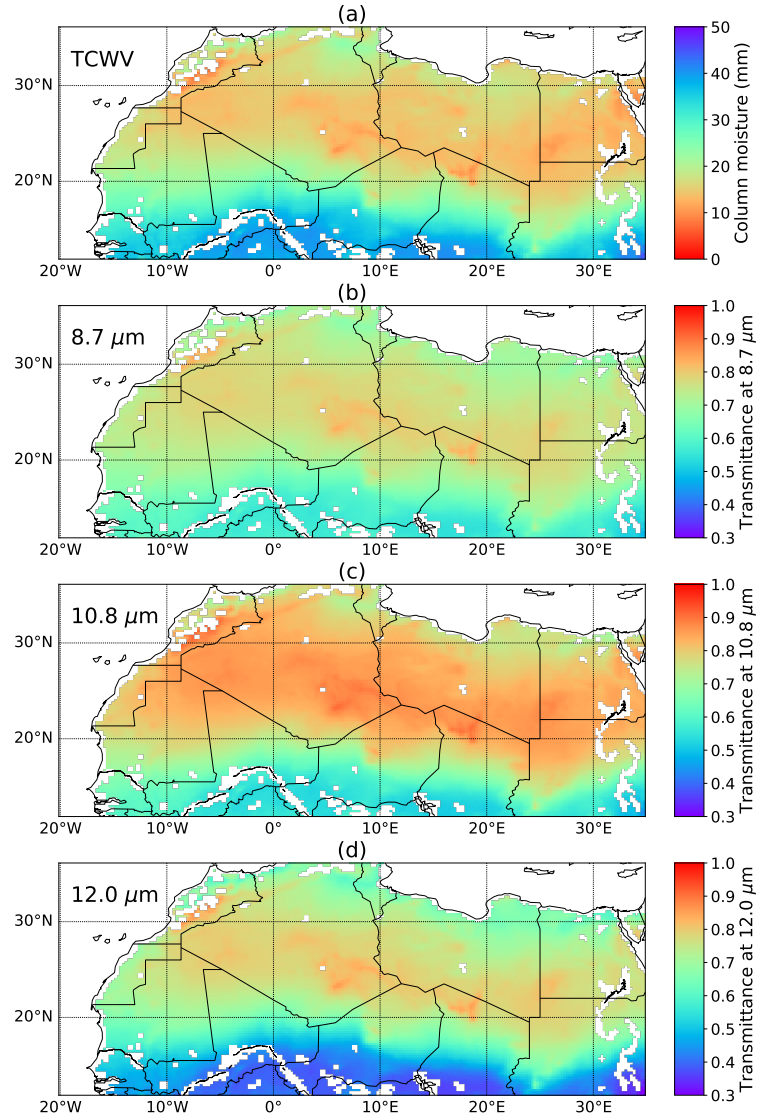 (a)
TCWV
30°N
20°N
20°W 10°W 0° 10°E 20°E 30°E
50
40
30
20
10
0
Column moisture (mm)
(b)
8.7 μm
30°N
20°N
20°W 10°W 0° 10°E 20°E 30°E
1.0
0.9
0.8
0.7
0.6
0.5
0.4
0.3
Transmittance at 8.7 μm
(c)
10.8 μm
30°N
20°N
20°W 10°W 0° 10°E 20°E 30°E
1.0
0.9
0.8
0.7
0.6
0.5
0.4
0.3
Transmittance at 10.8 μm
(d)
12.0 μm
30°N
20°N
20°W 10°W 0° 10°E 20°E 30°E
1.0
0.9
0.8
0.7
0.6
0.5
0.4
0.3
Transmittance at 12.0 μm